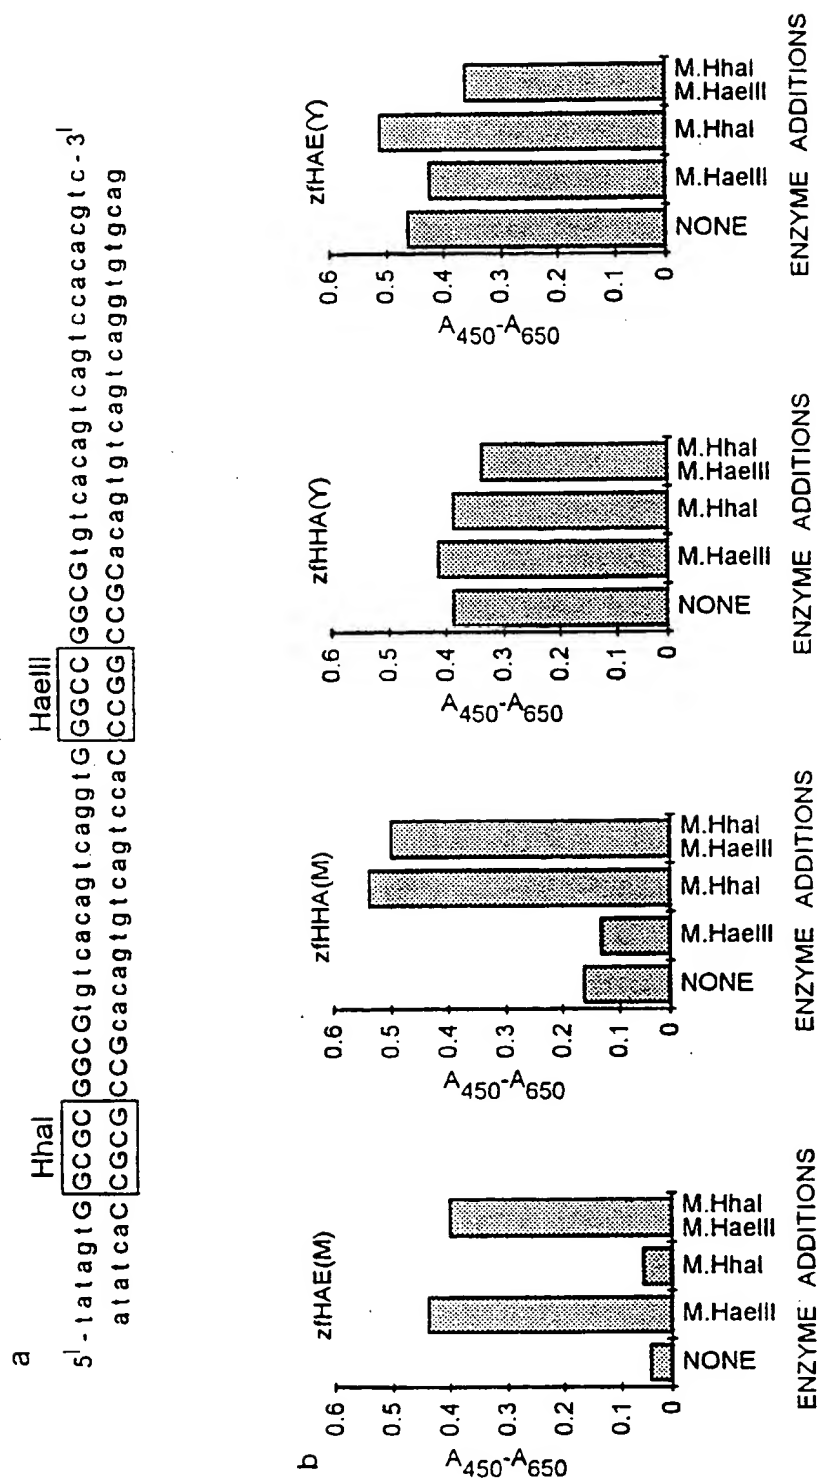 a
HhaI HaeIII
5'-tatagtG GCGC GGCGtgtcacagtcaggtG GGCC GGCGtgtcacagtcagtccacacgtc-3'
atatcaC CGCG CCGCacagtgtcagtccaC CCGG CCGCacagtgtcagtcaggtgtgcag
b
zfHAE(M)
0.6
0.5
0.4
0.3
0.2
0.1
0
A450-A650
NONE
M.HaeIII
M.HhaI
M.HhaI
M.HaeIII
ENZYME ADDITIONS
zfHHA(M)
0.6
0.5
0.4
0.3
0.2
0.1
0
A450-A650
NONE
M.HaeIII
M.HhaI
M.HhaI
M.HaeIII
ENZYME ADDITIONS
zfHHA(Y)
0.6
0.5
0.4
0.3
0.2
0.1
0
A450-A650
NONE
M.HaeIII
M.HhaI
M.HhaI
M.HaeIII
ENZYME ADDITIONS
zfHAE(Y)
0.6
0.5
0.4
0.3
0.2
0.1
0
A450-A650
NONE
M.HaeIII
M.HhaI
M.HhaI
M.HaeIII
ENZYME ADDITIONS